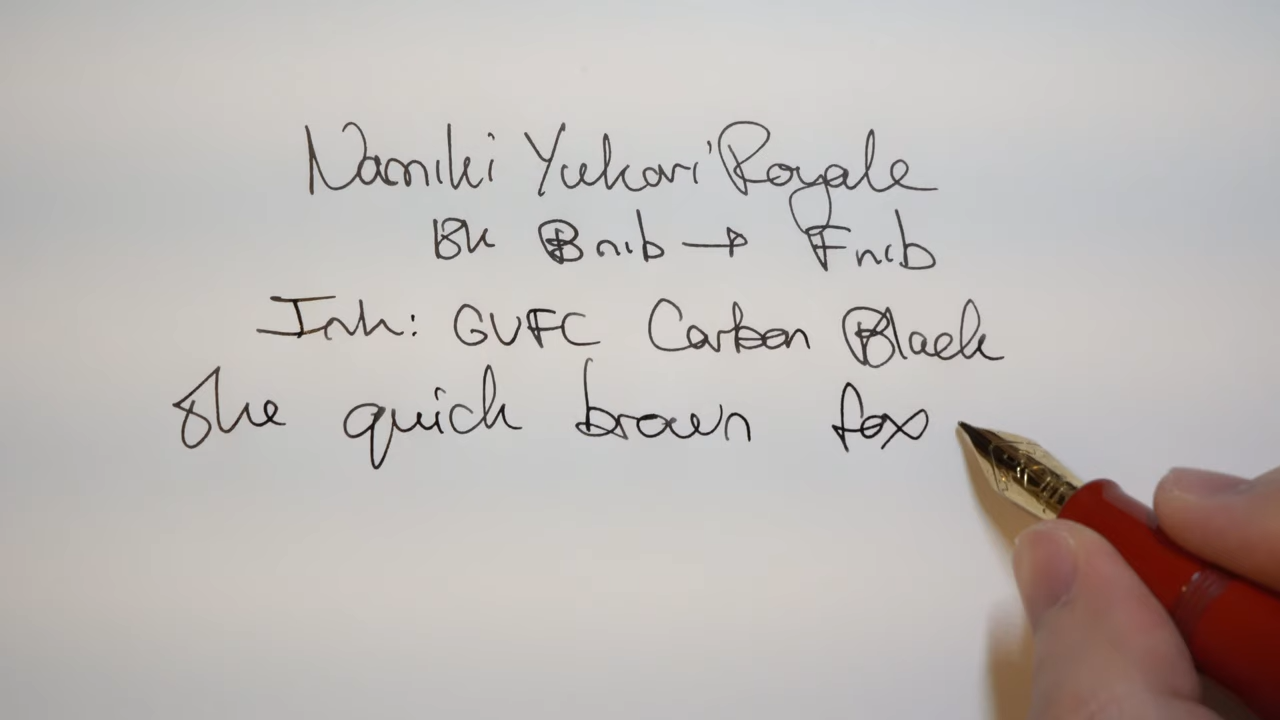 Namiki Yukari Royale
18k B nib → F nib
Ink: GVFC Carbon Black
The quick brown fox